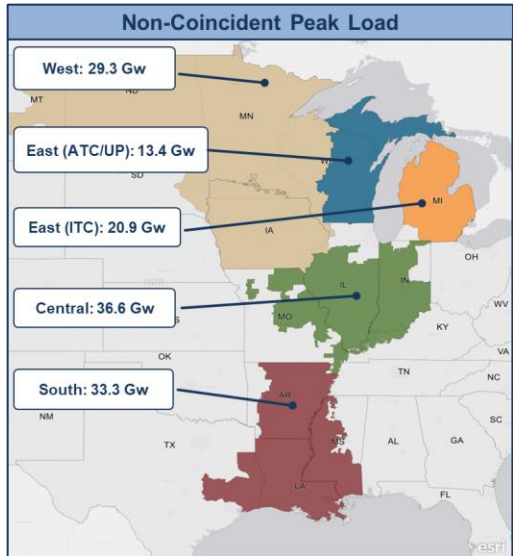 Non-Coincident Peak Load
West: 29.3 Gw
MT
ND
MN
East (ATC/UP): 13.4 Gw
SD
MI
East (ITC): 20.9 Gw
IA
OH
IL
IN
Central: 36.6 Gw
WV
MO
KY
VA
OK
TN
NC
South: 33.3 Gw
AR
SC
NM
MS
AL
GA
TX
LA
FL
esri